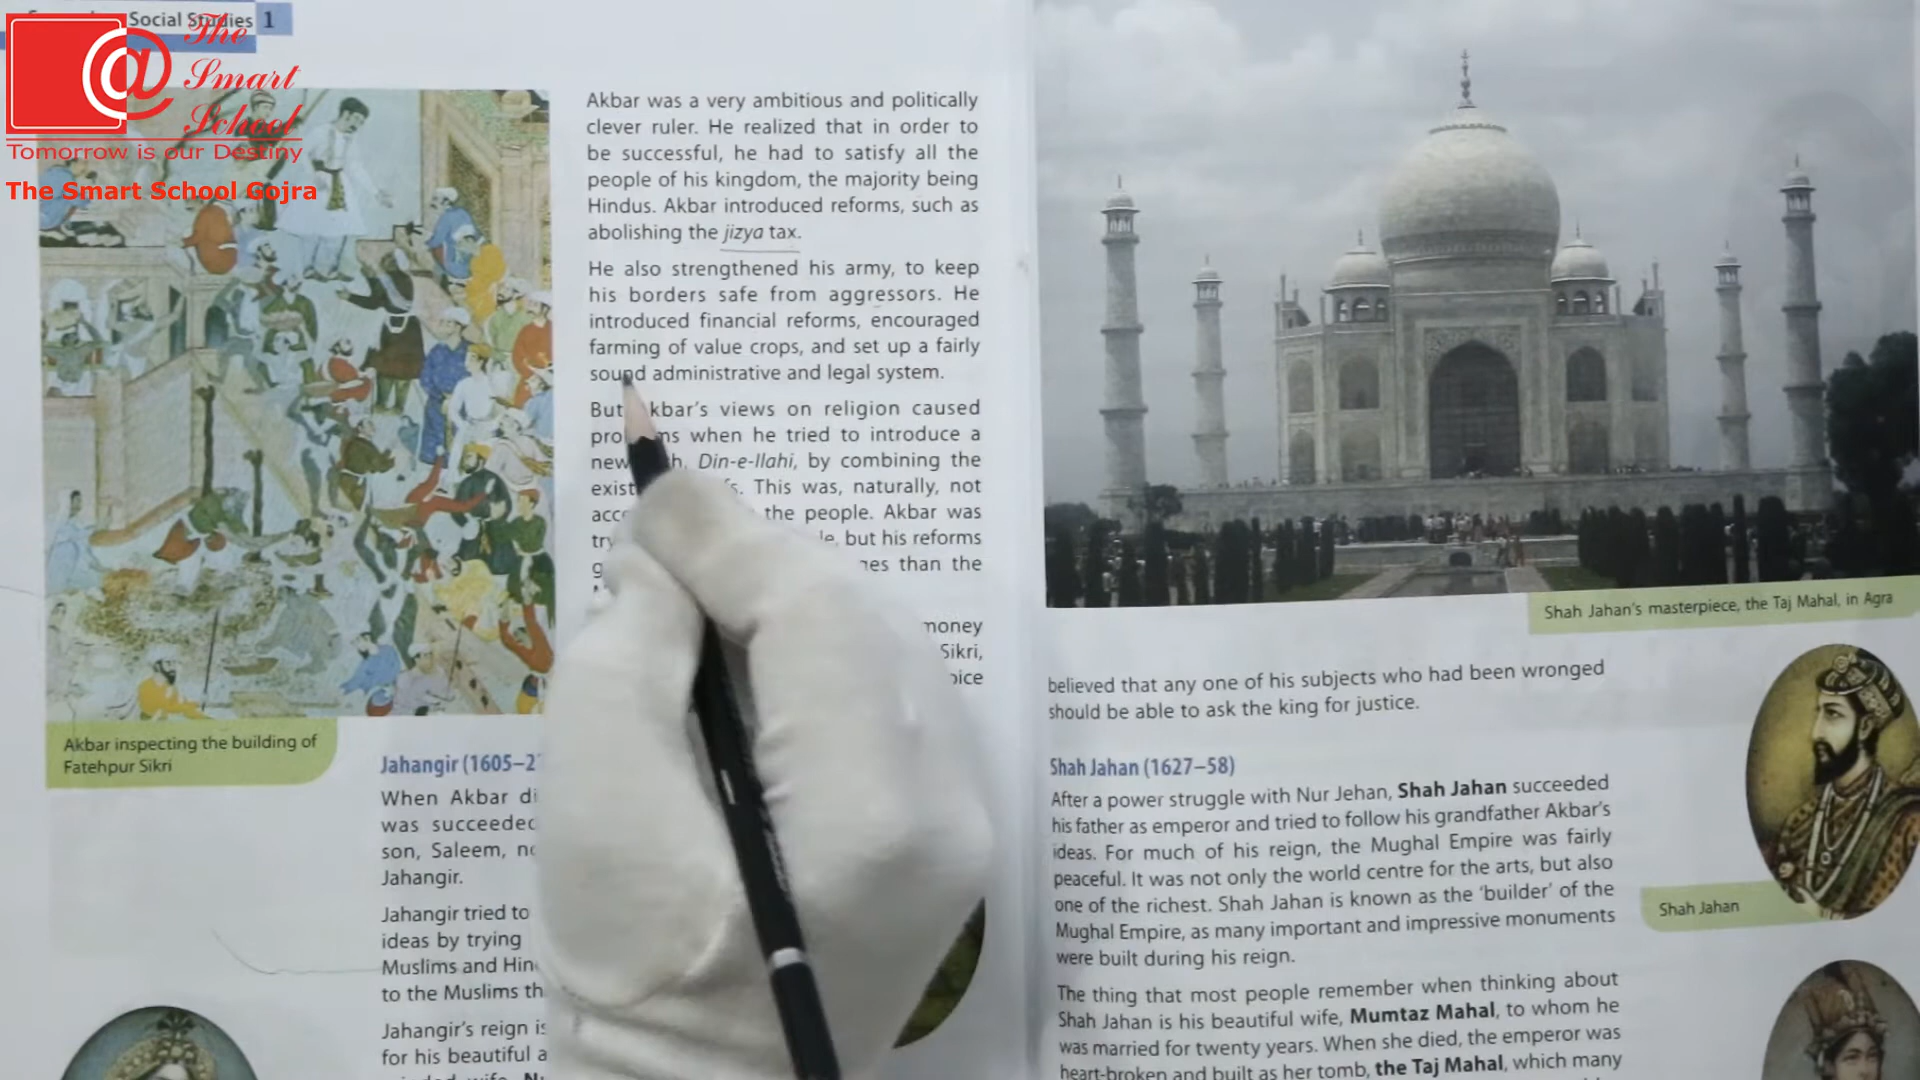 Social Studies 1
The
Smart
School
Tomorrow is our Destiny
The Smart School Gojra
Akbar was a very ambitious and politically
clever ruler. He realized that in order to
be successful, he had to satisfy all the
people of his kingdom, the majority being
Hindus. Akbar introduced reforms, such as
abolishing the jizya tax.
He also strengthened his army, to keep
his borders safe from aggressors. He
introduced financial reforms, encouraged
farming of value crops, and set up a fairly
sound administrative and legal system.
But Akbar's views on religion caused
when he tried to introduce a
new Din-e-Ilahi, by combining the
This was, naturally, not
the people. Akbar was
but his reforms
than the
money
Sikri,
Akbar inspecting the building of
Fatehpur Sikri
Jahangir (1605–2
When Akbar
was succeeded
son, Saleem,
Jahangir.
Jahangir tried to
ideas by trying
Muslims and
to the Muslims
Jahangir's reign is
for his beautiful
Shah Jahan's masterpiece, the Taj Mahal, in Agra
believed that any one of his subjects who had been wronged
should be able to ask the king for justice.
Shah Jahan (1627–58)
After a power struggle with Nur Jehan, Shah Jahan succeeded
his father as emperor and tried to follow his grandfather Akbar's
ideas. For much of his reign, the Mughal Empire was fairly
peaceful. It was not only the world centre for the arts, but also
one of the richest. Shah Jahan is known as the 'builder' of the
Mughal Empire, as many important and impressive monuments
were built during his reign.
Shah Jahan
The thing that most people remember when thinking about
Shah Jahan is his beautiful wife, Mumtaz Mahal, to whom he
was married for twenty years. When she died, the emperor was
heart-broken and built as her tomb, the Taj Mahal, which many